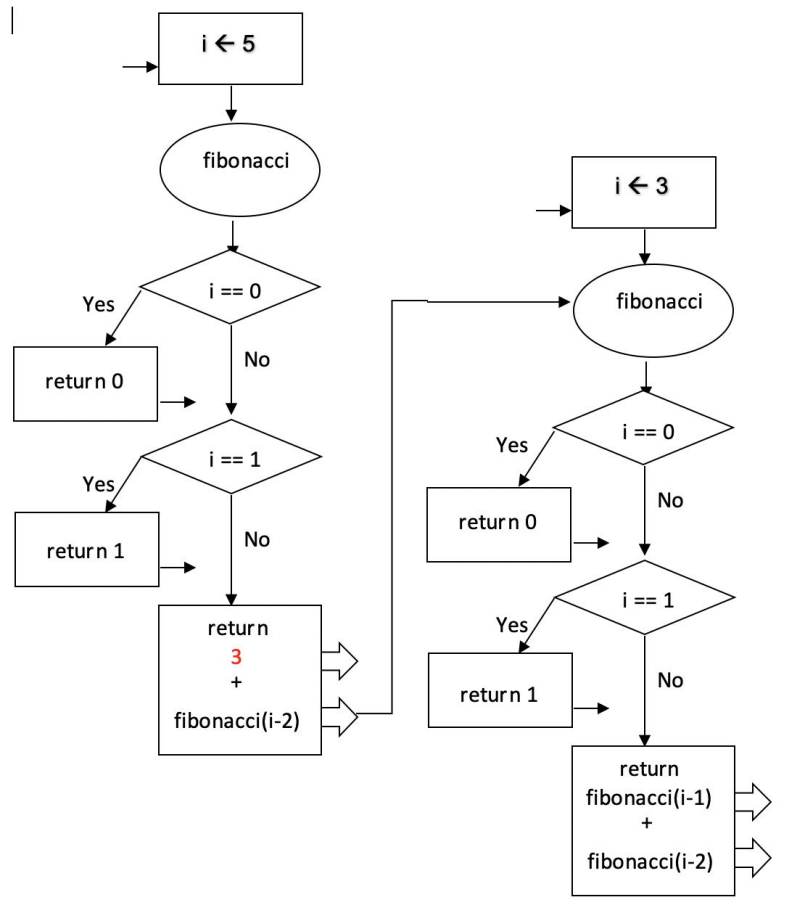 i ← 5
fibonacci
i == 0
Yes
No
return 0
i == 1
Yes
No
return 1
return
3
+
fibonacci(i-2)
i ← 3
fibonacci
i == 0
Yes
No
return 0
i == 1
Yes
No
return 1
return
fibonacci(i-1)
+
fibonacci(i-2)